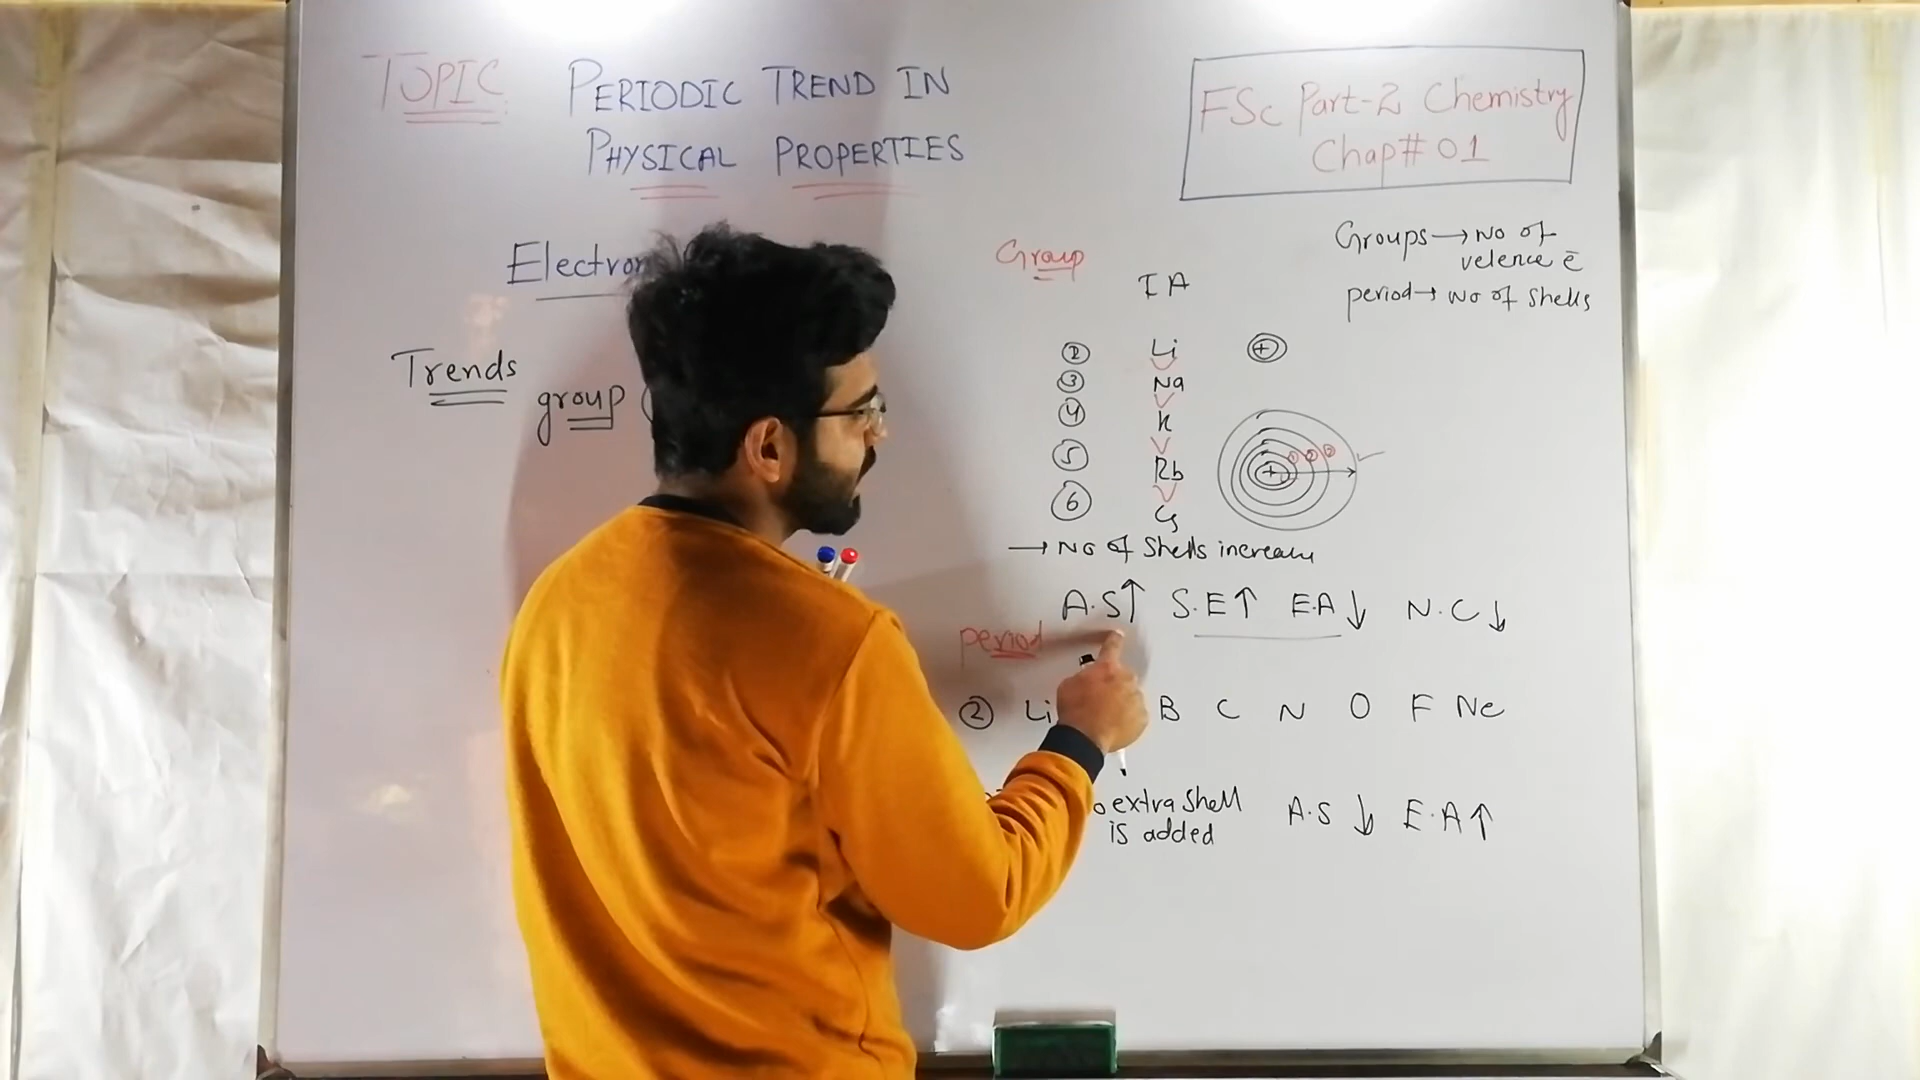 TOPIC PERIODIC TREND IN
PHYSICAL PROPERTIES
FSc Part-2 Chemistry
Chap# 01
Electron
Trends
group (
Group
IA
Groups → No of
velence ē
period → No of shells
② Li +
③ Na
④ K
⑤ Rb
⑥ Cs
→ No of Shells increase
A.S↑ S.E↑ E.A↓ N.C↓
period
② Li B C N O F Ne
extra shell
is added
A.S ↓ E.A↑